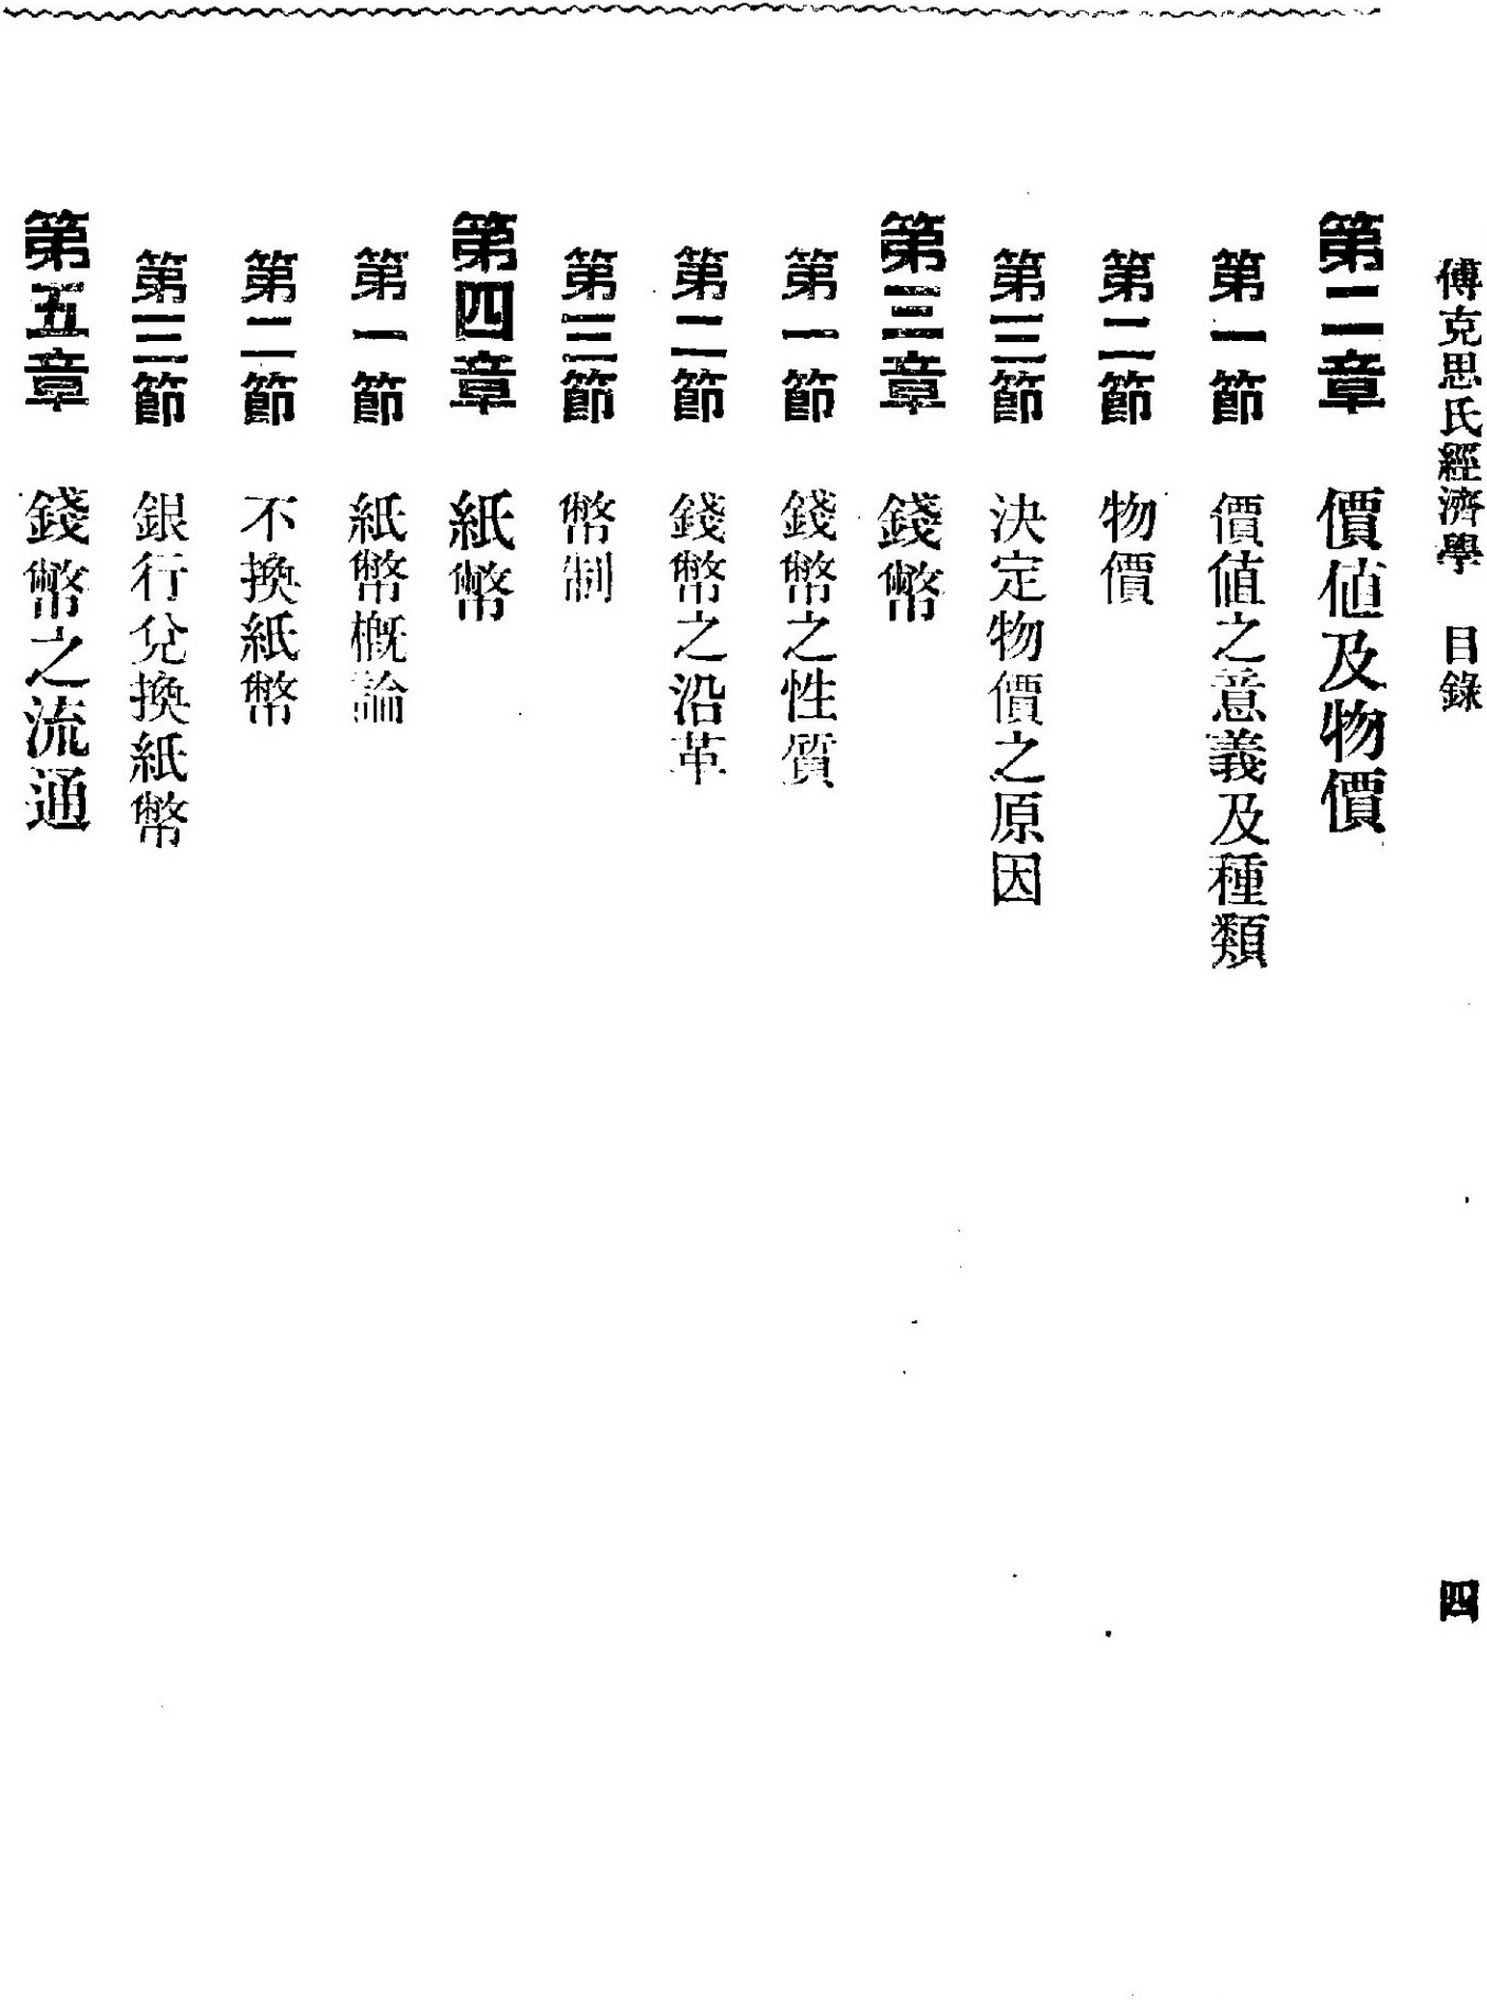 傅克思氏經濟學 目錄 四
第二章 價値及物價
第一節 價値之意義及種類
第二節 物價
第三節 決定物價之原因
第三章 錢幣
第一節 錢幣之性質
第二節 錢幣之沿革
第三節 幣制
第四章 紙幣
第一節 紙幣槪論
第二節 不換紙幣
第三節 銀行兌換紙幣
第五章 錢幣之流通